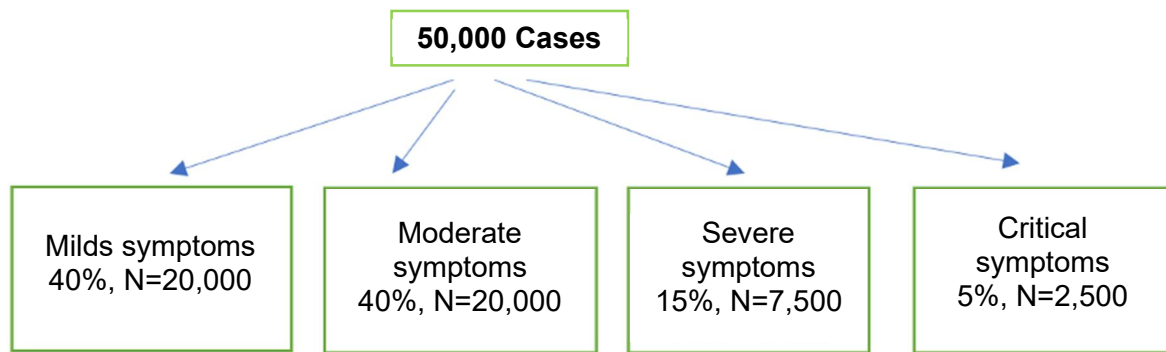 50,000 Cases
Milds symptoms
40%, N=20,000
Moderate
symptoms
40%, N=20,000
Severe
symptoms
15%, N=7,500
Critical
symptoms
5%, N=2,500